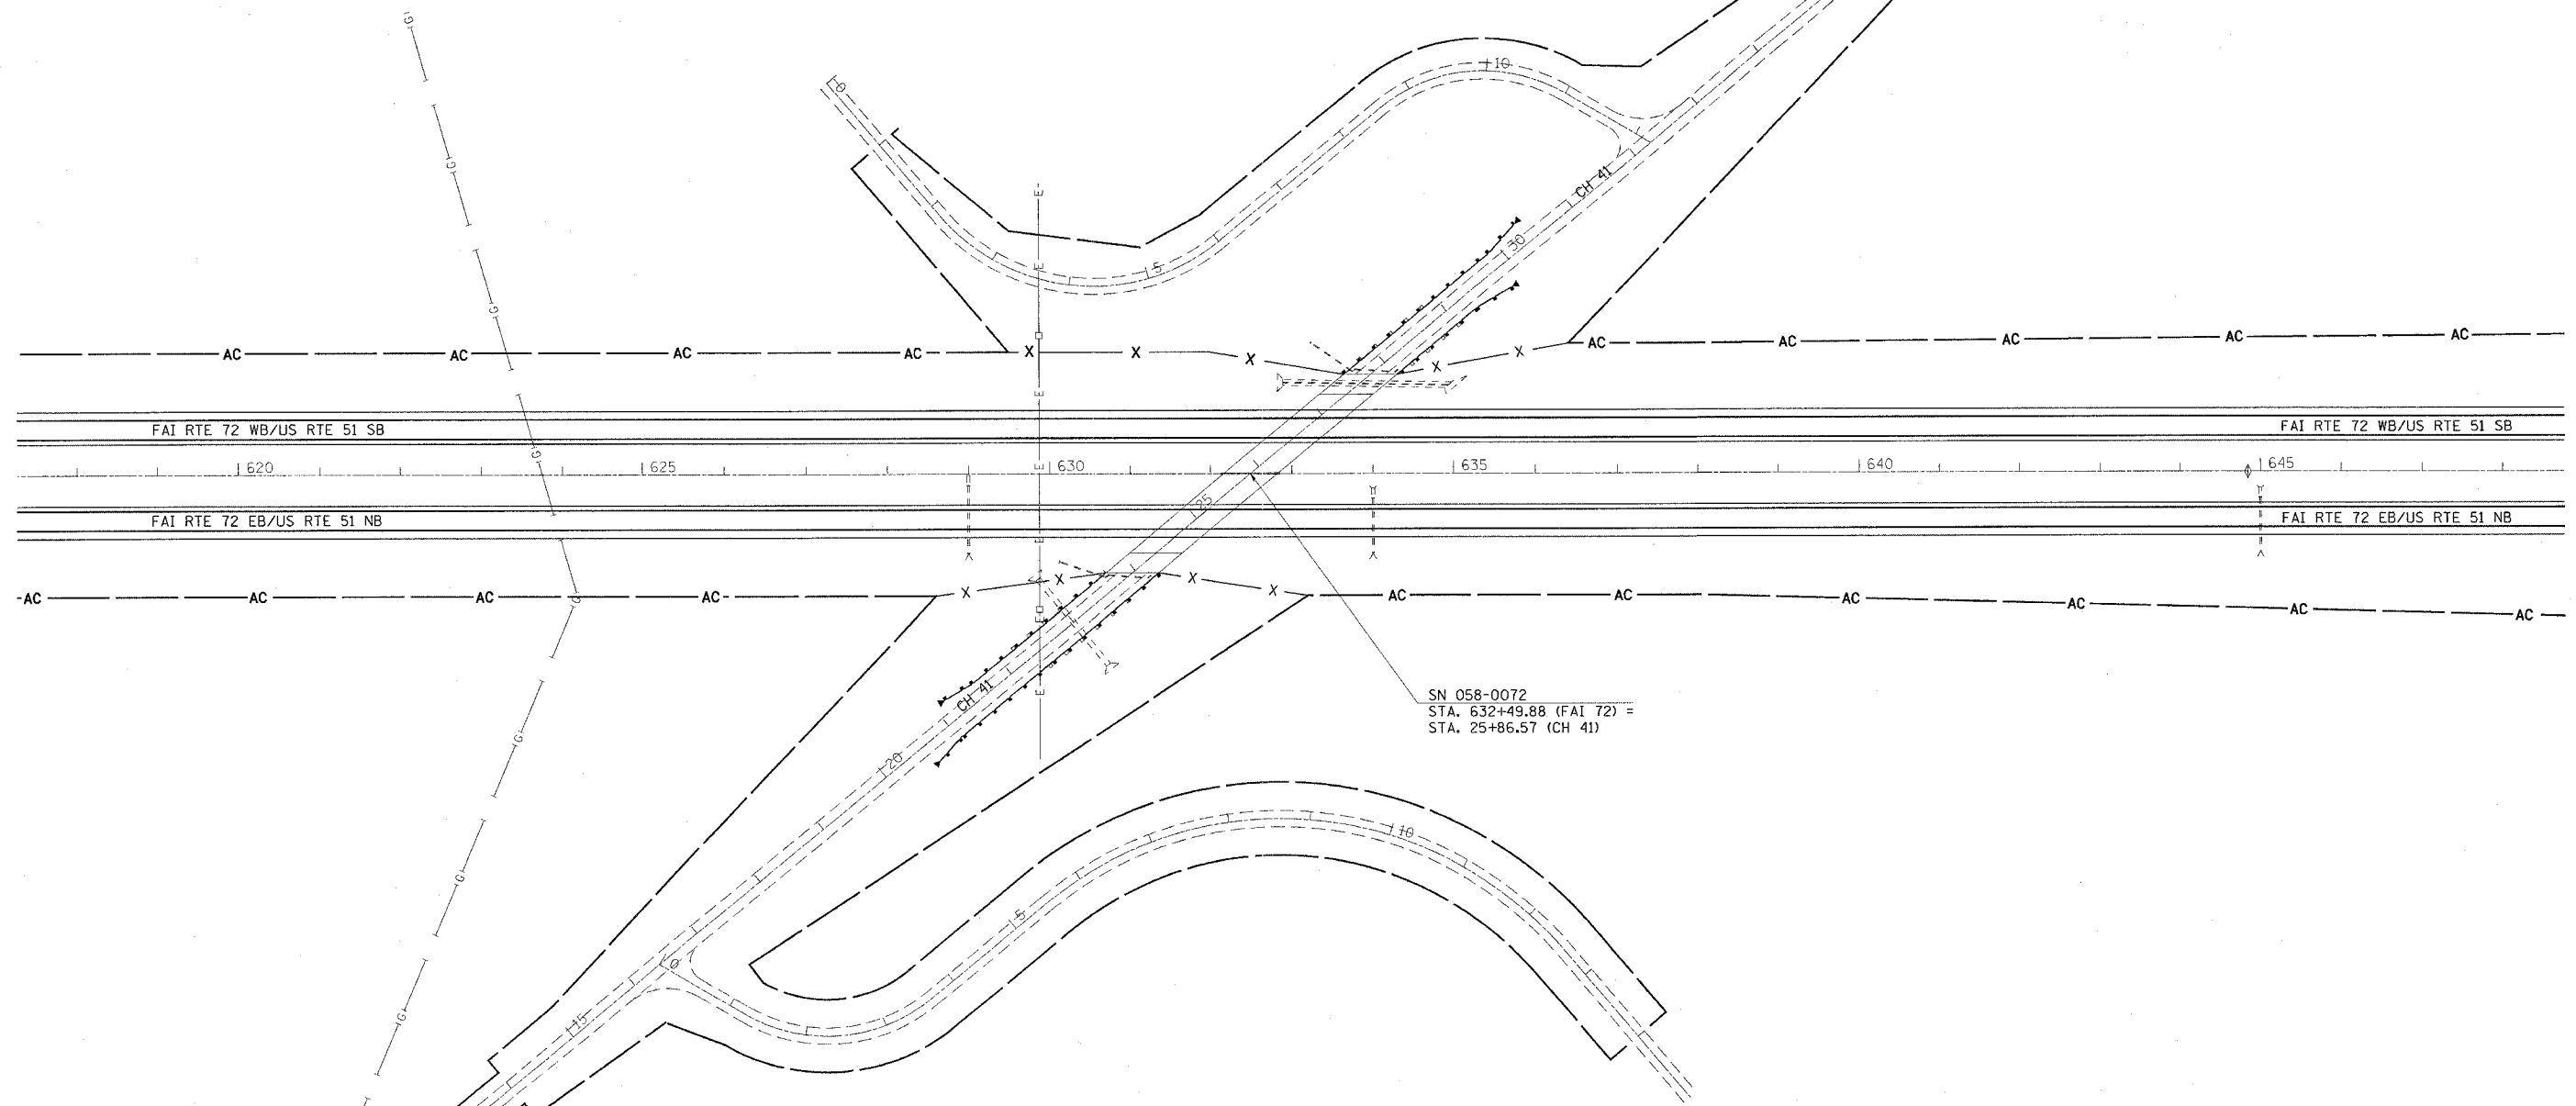 G
0
10
G
CH 41
E
30
E
5
G
AC AC AC AC X X X X X AC AC AC AC AC
E
FAI RTE 72 WB/US RTE 51 SB FAI RTE 72 WB/US RTE 51 SB
G
620 625 E 630 635 640 645
25
FAI RTE 72 EB/US RTE 51 NB FAI RTE 72 EB/US RTE 51 NB
E
-AC AC AC AC X X X X AC AC AC AC AC AC
G
E
CH 41
E
SN 058-0072
STA. 632+49.88 (FAI 72) =
STA. 25+86.57 (CH 41)
G
20
10
G
5
0
G
15